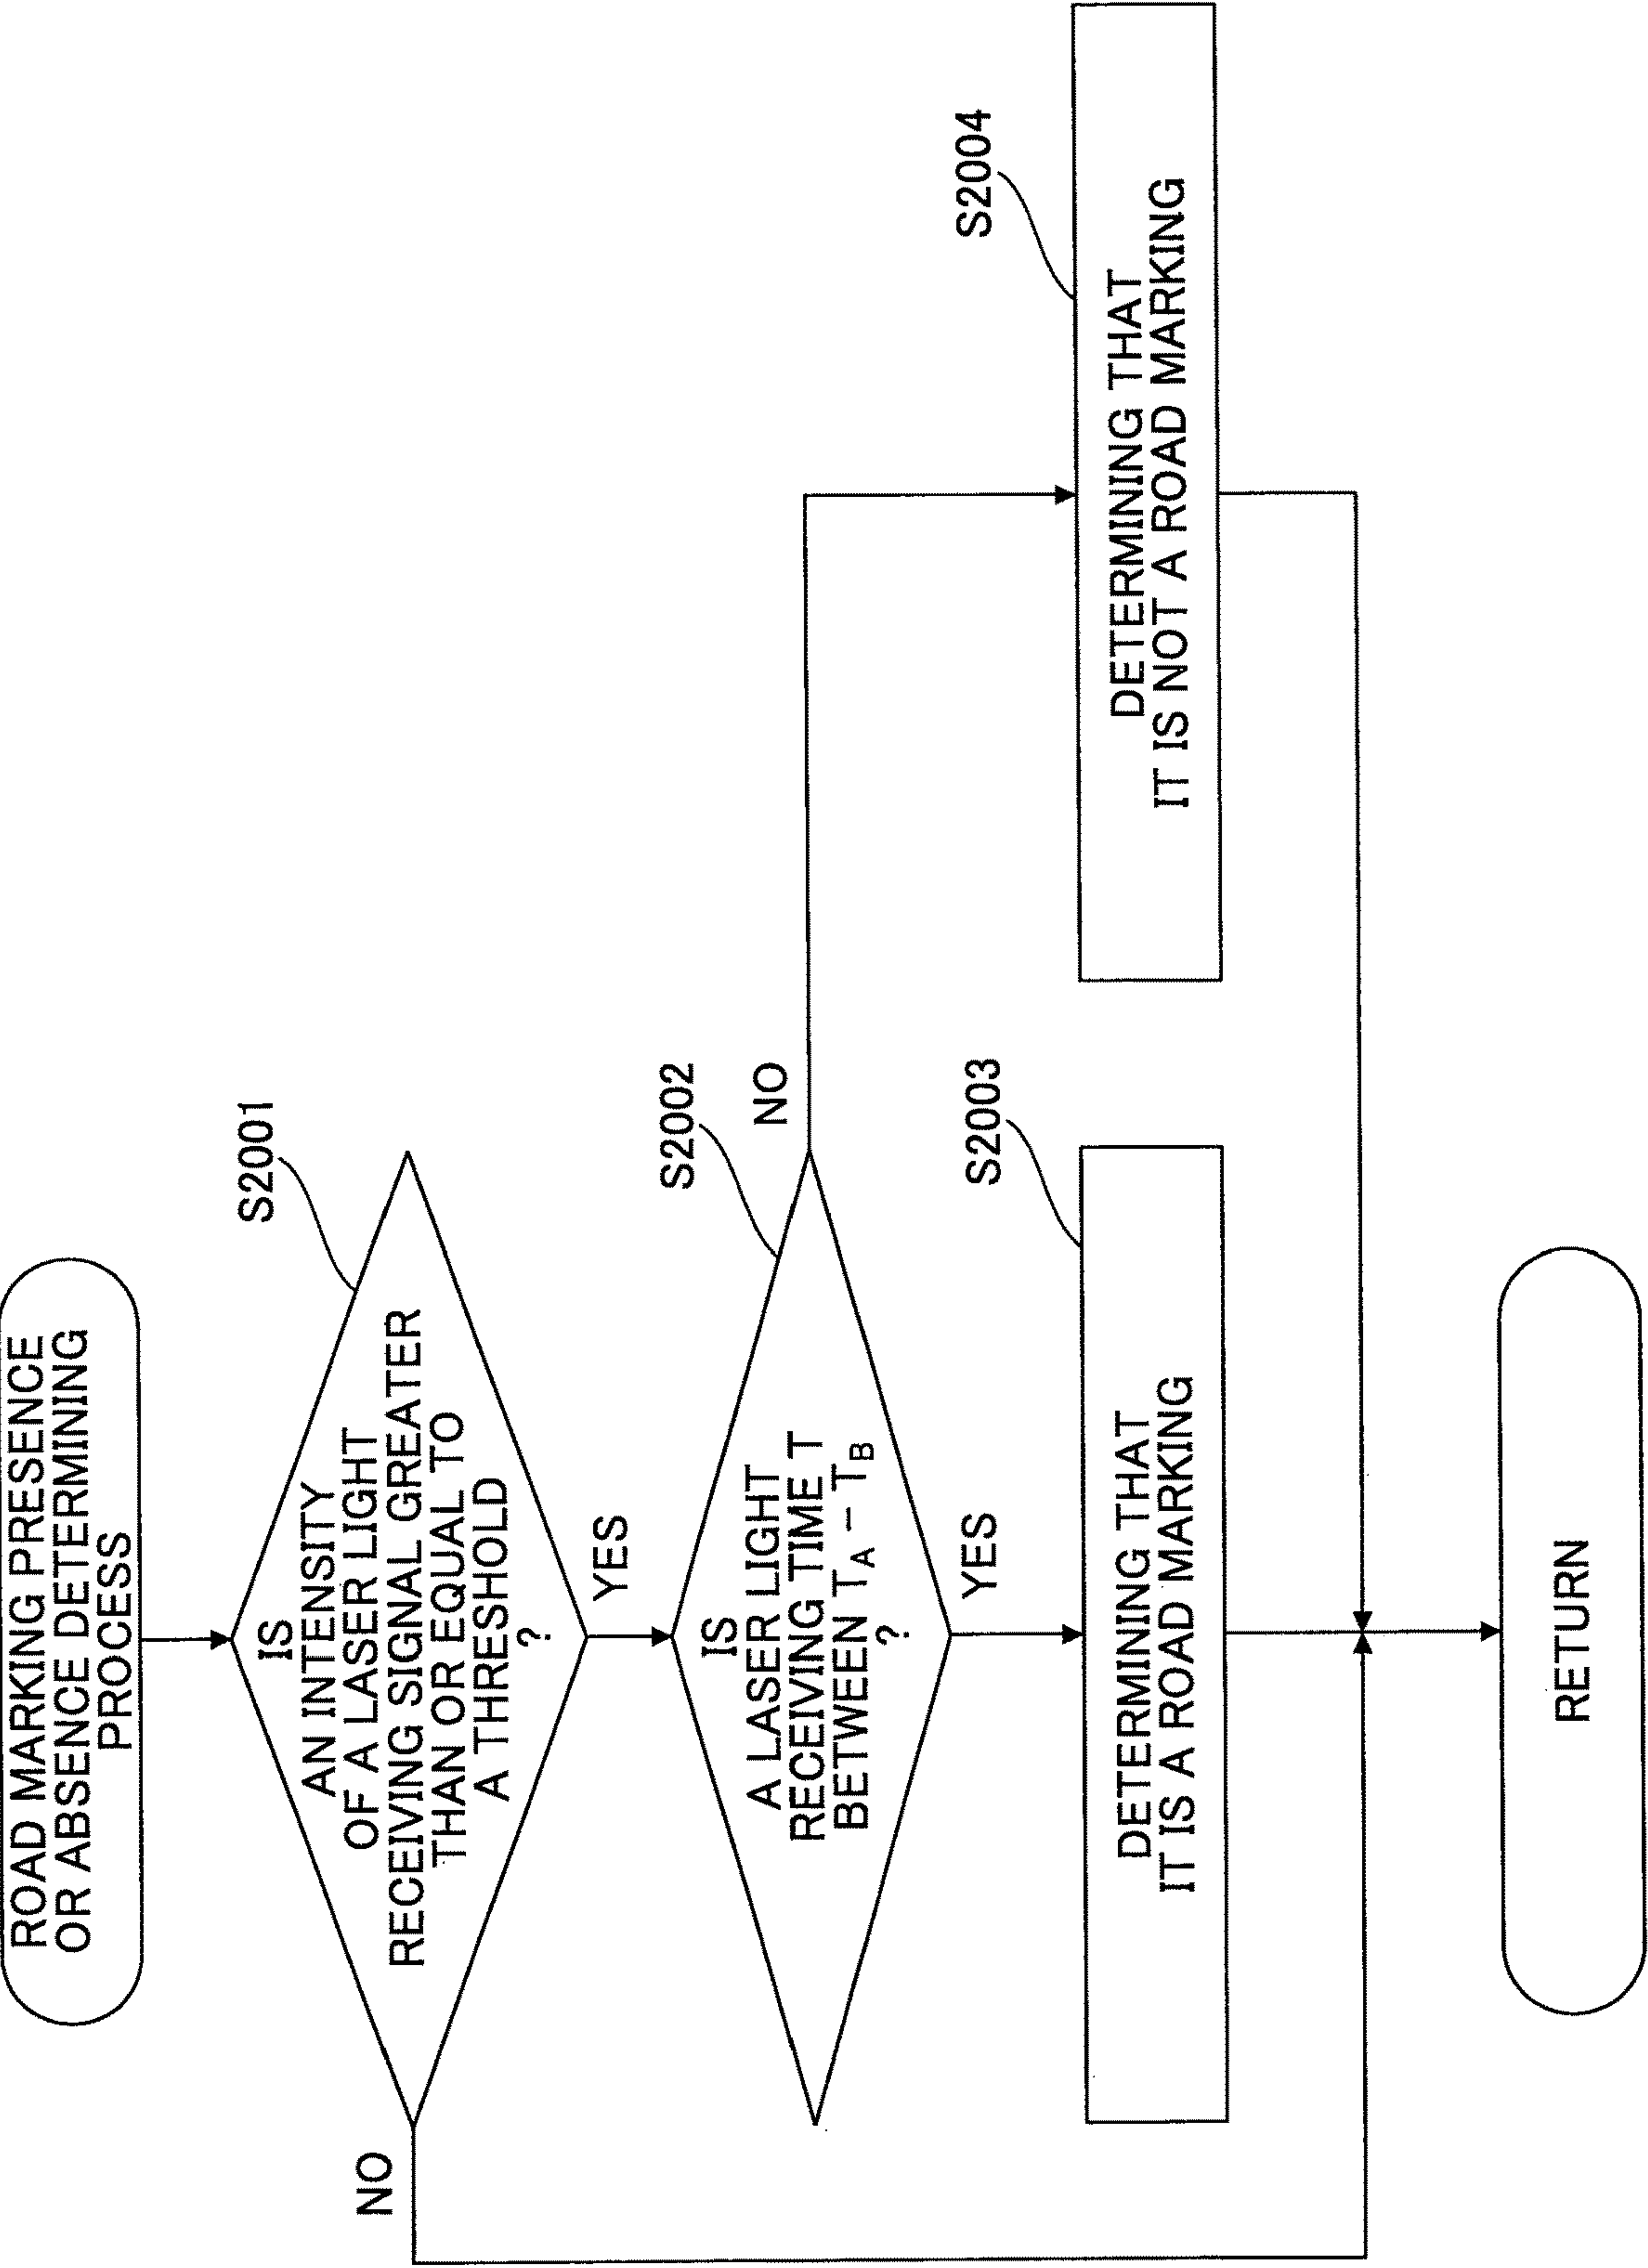 ROAD MARKING PRESENCE
OR ABSENCE DETERMINING
PROCESS
S2001
IS
AN INTENSITY
OF A LASER LIGHT
RECEIVING SIGNAL GREATER
THAN OR EQUAL TO
A THRESHOLD
?
NO
YES
S2002
IS
A LASER LIGHT
RECEIVING TIME T
BETWEEN TA – TB
?
NO
YES
S2003
DETERMINING THAT
IT IS A ROAD MARKING
S2004
DETERMINING THAT
IT IS NOT A ROAD MARKING
RETURN